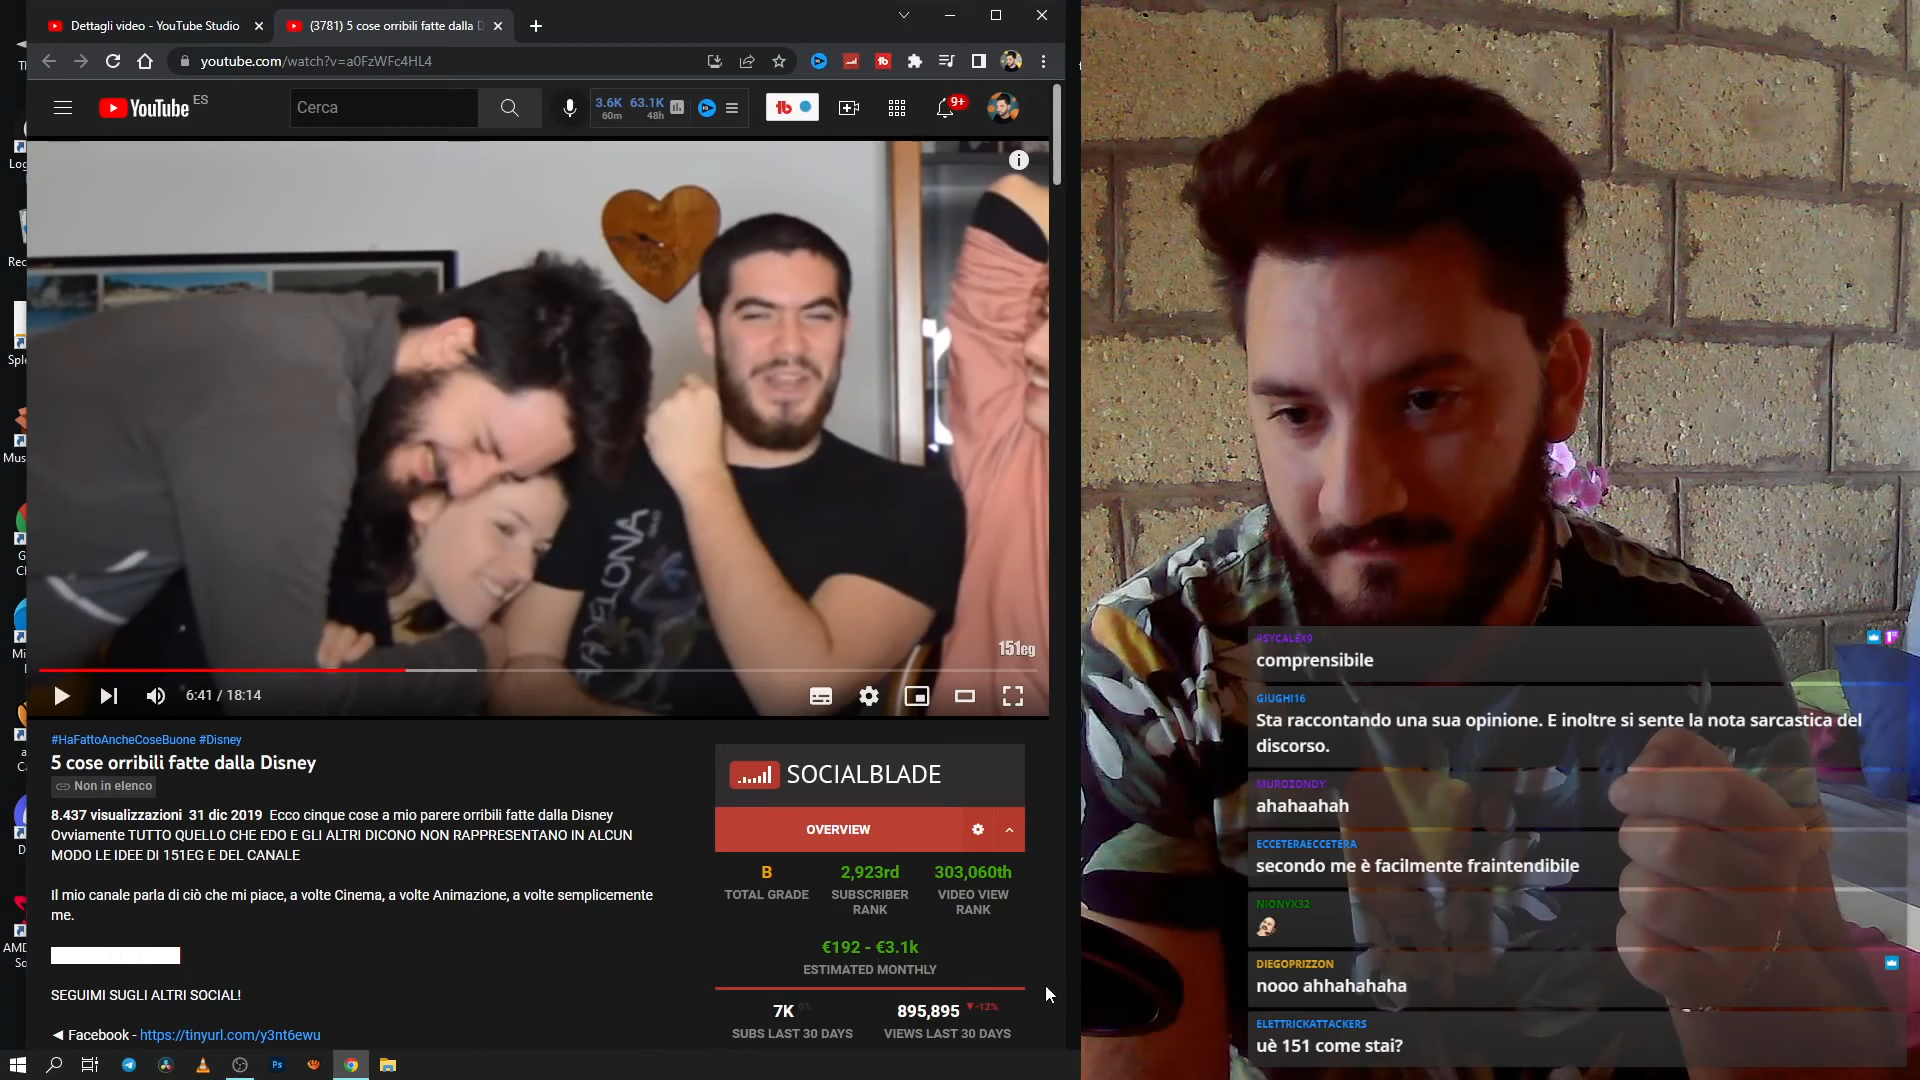 Dettagli video - YouTube Studio
(3781) 5 cose orribili fatte dalla D
youtube.com/watch?v=a0FzWFc4HL4
YouTube ES
Cerca
3.6K 63.1K
60m 48h
9+
151eg
6:41 / 18:14
#HaFattoAncheCoseBuone #Disney
5 cose orribili fatte dalla Disney
Non in elenco
8.437 visualizzazioni 31 dic 2019 Ecco cinque cose a mio parere orribili fatte dalla Disney
Ovviamente TUTTO QUELLO CHE EDO E GLI ALTRI DICONO NON RAPPRESENTANO IN ALCUN
MODO LE IDEE DI 151EG E DEL CANALE
Il mio canale parla di ciò che mi piace, a volte Cinema, a volte Animazione, a volte semplicemente
me.
SEGUIMI SUGLI ALTRI SOCIAL!
◄ Facebook - https://tinyurl.com/y3nt6ewu
SOCIALBLADE
OVERVIEW
B 2,923rd 303,060th
TOTAL GRADE SUBSCRIBER RANK VIDEO VIEW RANK
€192 - €3.1k
ESTIMATED MONTHLY
7K 0% 895,895 ▼-12%
SUBS LAST 30 DAYS VIEWS LAST 30 DAYS
PSYCALEX9
comprensibile
GIUGHI16
Sta raccontando una sua opinione. E inoltre si sente la nota sarcastica del
discorso.
MUROZONDY
ahahaahah
ECCETERAECCETERA
secondo me è facilmente fraintendibile
NIONYX32
DIEGOPRIZZON
nooo ahhahahaha
ELETTRICKATTACKERS
uè 151 come stai?